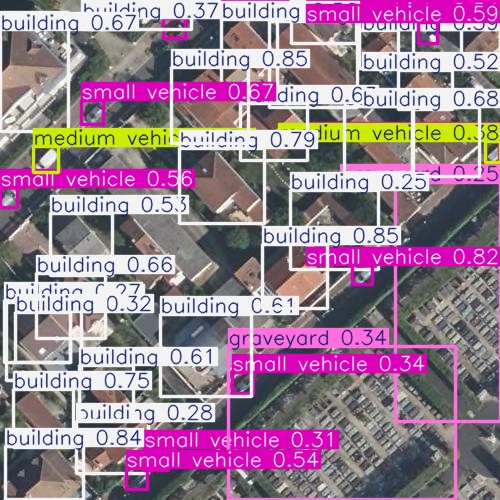 building 0.37
building
small vehicle 0.59
building 0.67
building 0.85
building 0.52
small vehicle 0.67
building 0.68
medium
building 0.79
medium vehicle 0.38
small vehicle 0.56
0.25
building 0.25
building 0.53
building 0.85
small vehicle 0.82
building 0.66
building 0.32
building 0.61
graveyard 0.34
building 0.61
small vehicle 0.34
building 0.75
building 0.28
building 0.84
small vehicle 0.31
small vehicle 0.54